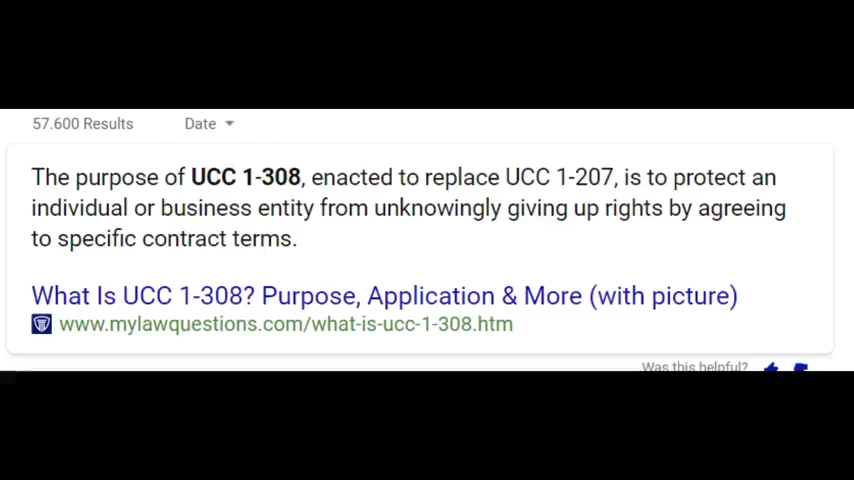 57.600 Results Date
The purpose of UCC 1-308, enacted to replace UCC 1-207, is to protect an
individual or business entity from unknowingly giving up rights by agreeing
to specific contract terms.
What Is UCC 1-308? Purpose, Application & More (with picture)
www.mylawquestions.com/what-is-ucc-1-308.htm
Was this helpful?